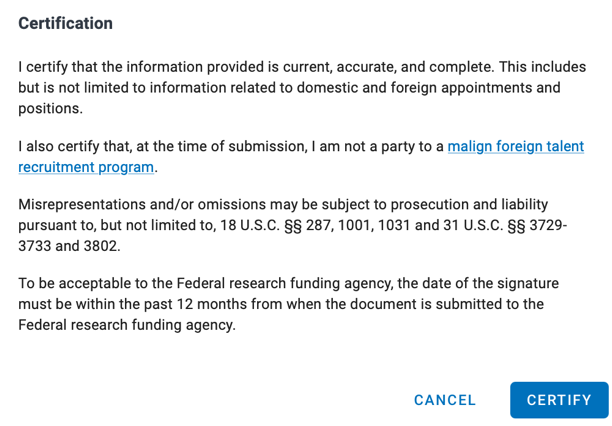 Certification
I certify that the information provided is current, accurate, and complete. This includes
but is not limited to information related to domestic and foreign appointments and
positions.
I also certify that, at the time of submission, I am not a party to a malign foreign talent
recruitment program.
Misrepresentations and/or omissions may be subject to prosecution and liability
pursuant to, but not limited to, 18 U.S.C. §§ 287, 1001, 1031 and 31 U.S.C. §§ 3729-
3733 and 3802.
To be acceptable to the Federal research funding agency, the date of the signature
must be within the past 12 months from when the document is submitted to the
Federal research funding agency.
CANCEL CERTIFY